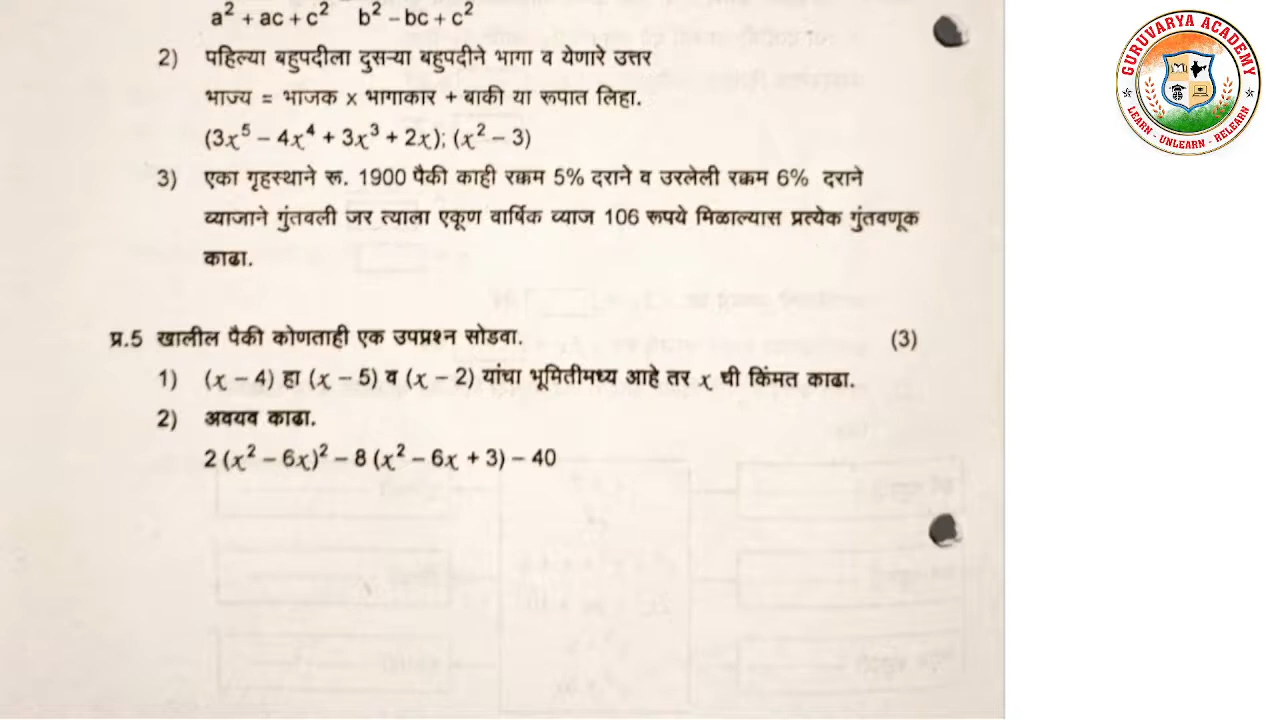 a² + ac + c² b² – bc + c²
2) पहिल्या बहुपदीला दुसऱ्या बहुपदीने भागा व येणारे उत्तर
भाज्य = भाजक x भागाकार + बाकी या रूपात लिहा.
(3x⁵ – 4x⁴ + 3x³ + 2x); (x² – 3)
3) एका गृहस्थाने रू. 1900 पैकी काही रक्कम 5% दराने व उरलेली रक्कम 6% दराने
व्याजाने गुंतवली जर त्याला एकूण वार्षिक व्याज 106 रूपये मिळाल्यास प्रत्येक गुंतवणूक
काढा.
प्र.5 खालील पैकी कोणताही एक उपप्रश्न सोडवा. (3)
1) (x – 4) हा (x – 5) व (x – 2) यांचा भूमितीमध्य आहे तर x ची किंमत काढा.
2) अवयव काढा.
2 (x² – 6x)² – 8 (x² – 6x + 3) – 40
GURUVARYA ACADEMY
LEARN - UNLEARN - RELEARN